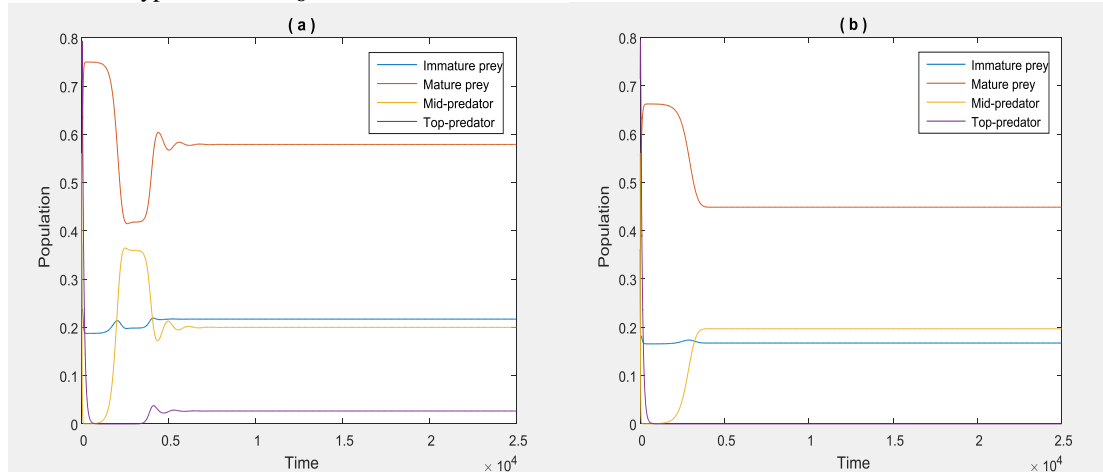 ( a )
0.8
0.7
0.6
0.5
0.4
0.3
0.2
0.1
0
Population
Immature prey
Mature prey
Mid-predator
Top-predator
0
0.5
1
1.5
2
2.5
Time
× 10^4
( b )
0.8
0.7
0.6
0.5
0.4
0.3
0.2
0.1
0
Population
Immature prey
Mature prey
Mid-predator
Top-predator
0
0.5
1
1.5
2
2.5
Time
× 10^4